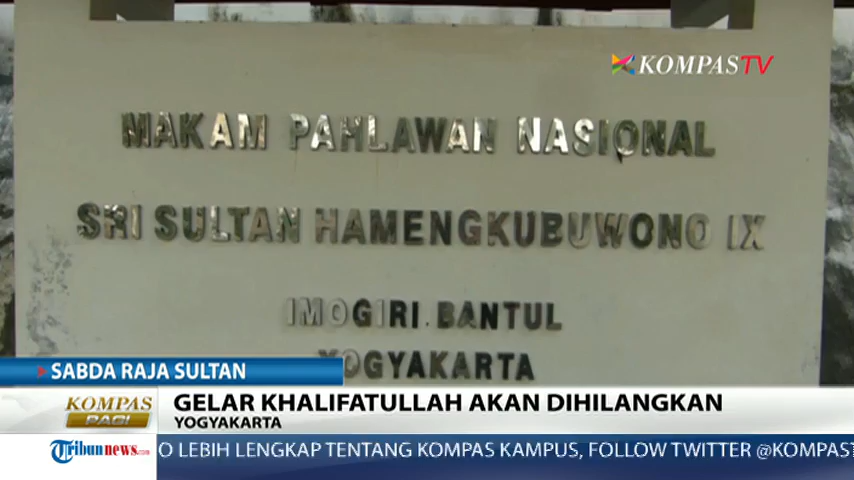 KOMPASTV
MAKAM PAHLAWAN NASIONAL
SRI SULTAN HAMENGKUBUWONO IX
IMOGIRI BANTUL
YOGYAKARTA
SABDA RAJA SULTAN
KOMPAS
PAGI
GELAR KHALIFATULLAH AKAN DIHILANGKAN
YOGYAKARTA
Tribunnews.com
O LEBIH LENGKAP TENTANG KOMPAS KAMPUS, FOLLOW TWITTER @KOMPAST